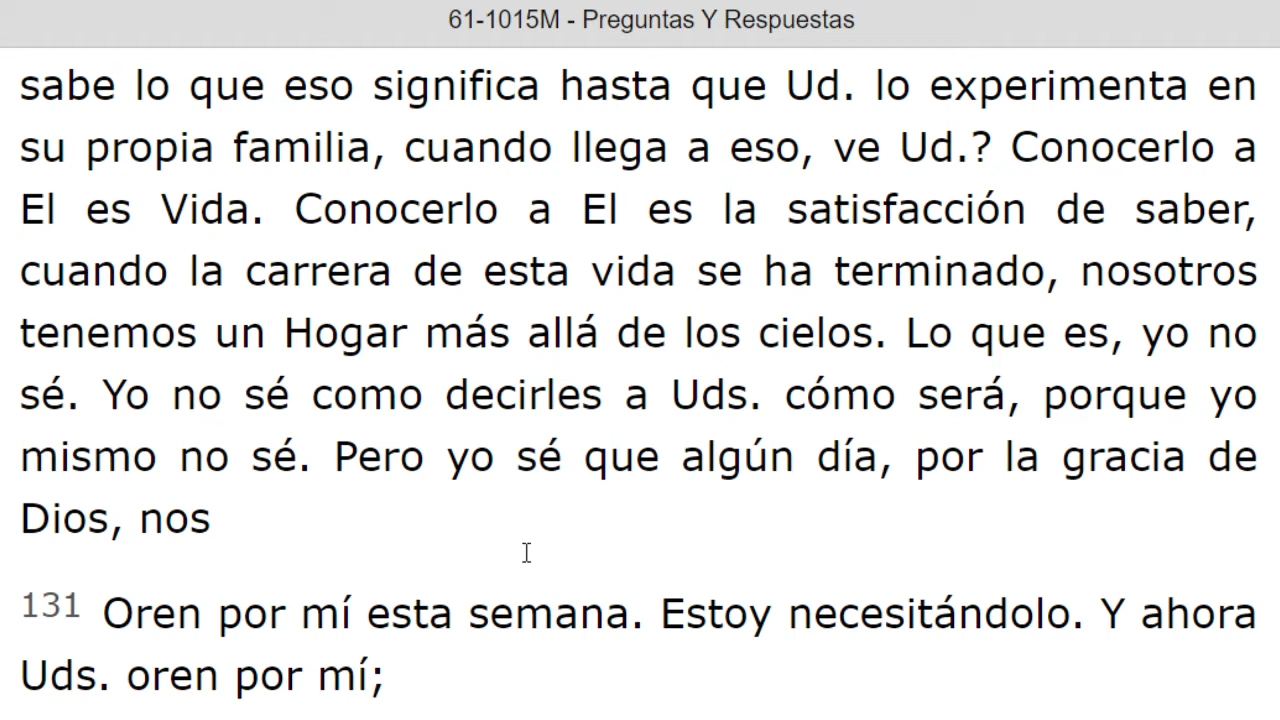 61-1015M - Preguntas Y Respuestas
sabe lo que eso significa hasta que Ud. lo experimenta en
su propia familia, cuando llega a eso, ve Ud.? Conocerlo a
El es Vida. Conocerlo a El es la satisfacción de saber,
cuando la carrera de esta vida se ha terminado, nosotros
tenemos un Hogar más allá de los cielos. Lo que es, yo no
sé. Yo no sé como decirles a Uds. cómo será, porque yo
mismo no sé. Pero yo sé que algún día, por la gracia de
Dios, nos
131 Oren por mí esta semana. Estoy necesitándolo. Y ahora
Uds. oren por mí;